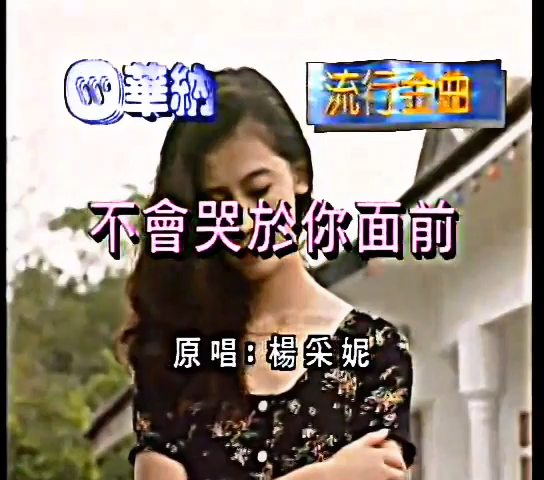 華納
流行金曲
不會哭於你面前
原唱:楊采妮